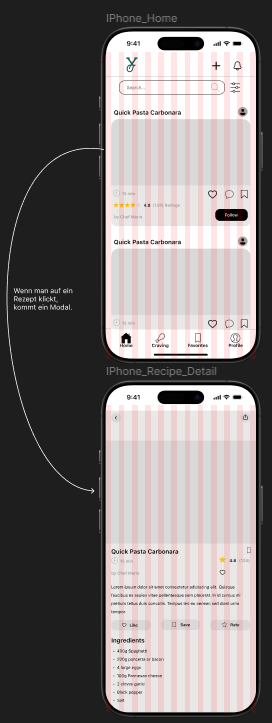 IPhone_Home
9:41
Search...
Quick Pasta Carbonara
15 min
4.8 (104) Ratings
by Chef Mario
Follow
Quick Pasta Carbonara
15 min
Home Craving Favorites Profile
Wenn man auf ein
Rezept klickt,
kommt ein Modal.
IPhone_Recipe_Detail
9:41
Quick Pasta Carbonara
15 min
4.8 (104)
by Chef Mario
Lorem ipsum dolor sit amet consectetur adipiscing elit. Quisque
faucibus ex sapien vitae pellentesque sem placerat. In id cursus mi
pretium tellus duis convallis. Tempus leo eu aenean sed diam urna
tempor.
Like Save Rate
Ingredients
- 400g Spaghetti
- 200g pancetta or bacon
- 4 large eggs
- 100g Parmesan cheese
- 2 cloves garlic
- Black pepper
- Salt